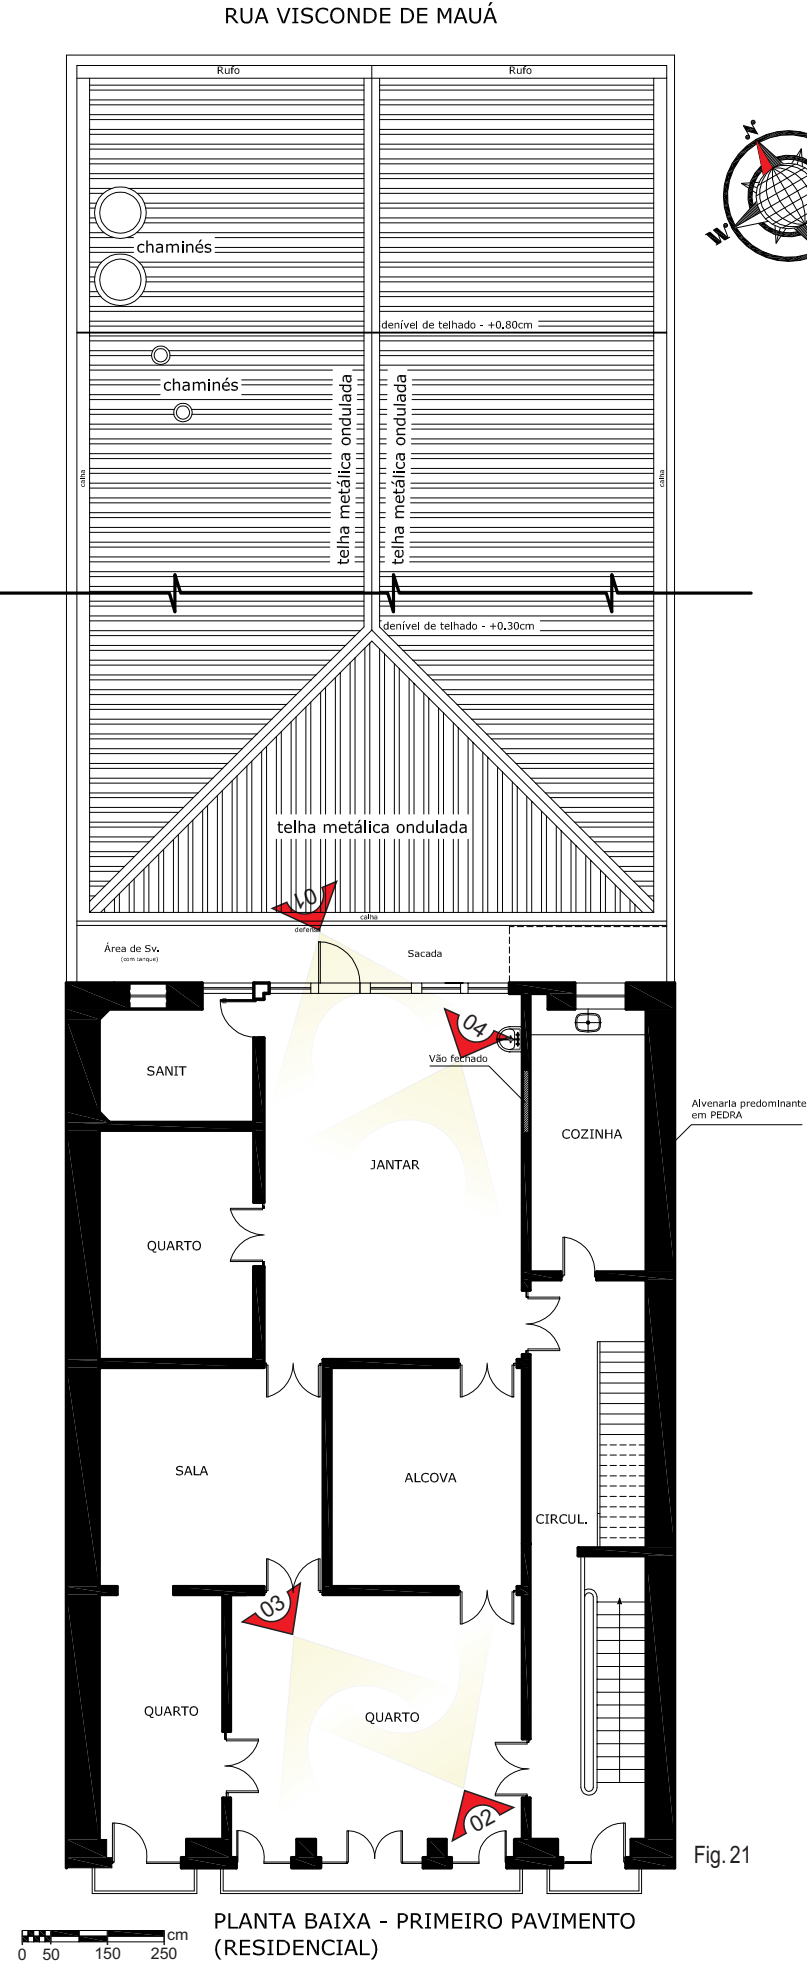 RUA VISCONDE DE MAUÁ
Rufo
Rufo
N
W
chaminés
denível de telhado - +0.80cm
chaminés
telha metálica ondulada
telha metálica ondulada
calha
calha
denível de telhado - +0.30cm
telha metálica ondulada
01
calha
defensa
Área de Sv.
(com tanque)
Sacada
04
Vão fechado
SANIT
COZINHA
Alvenaria predominante
em PEDRA
JANTAR
QUARTO
SALA
ALCOVA
CIRCUL.
03
QUARTO
QUARTO
02
Fig. 21
PLANTA BAIXA - PRIMEIRO PAVIMENTO
(RESIDENCIAL)
cm
0 50 150 250